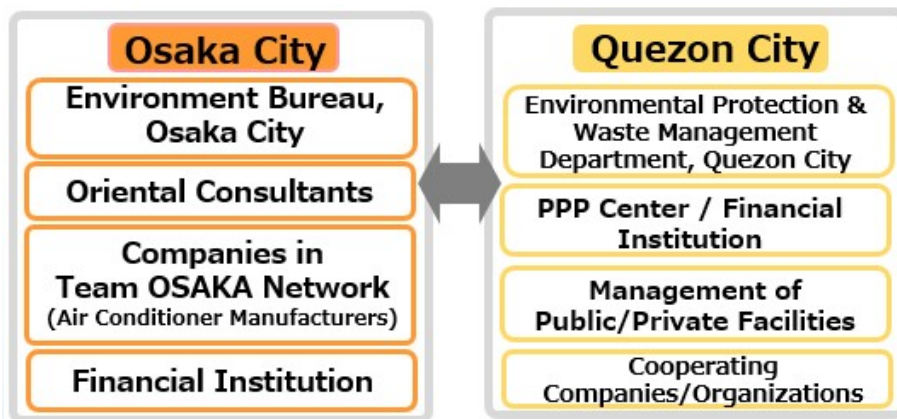 Osaka City
Environment Bureau,
Osaka City
Oriental Consultants
Companies in
Team OSAKA Network
(Air Conditioner Manufacturers)
Financial Institution
Quezon City
Environmental Protection &
Waste Management
Department, Quezon City
PPP Center / Financial
Institution
Management of
Public/Private Facilities
Cooperating
Companies/Organizations